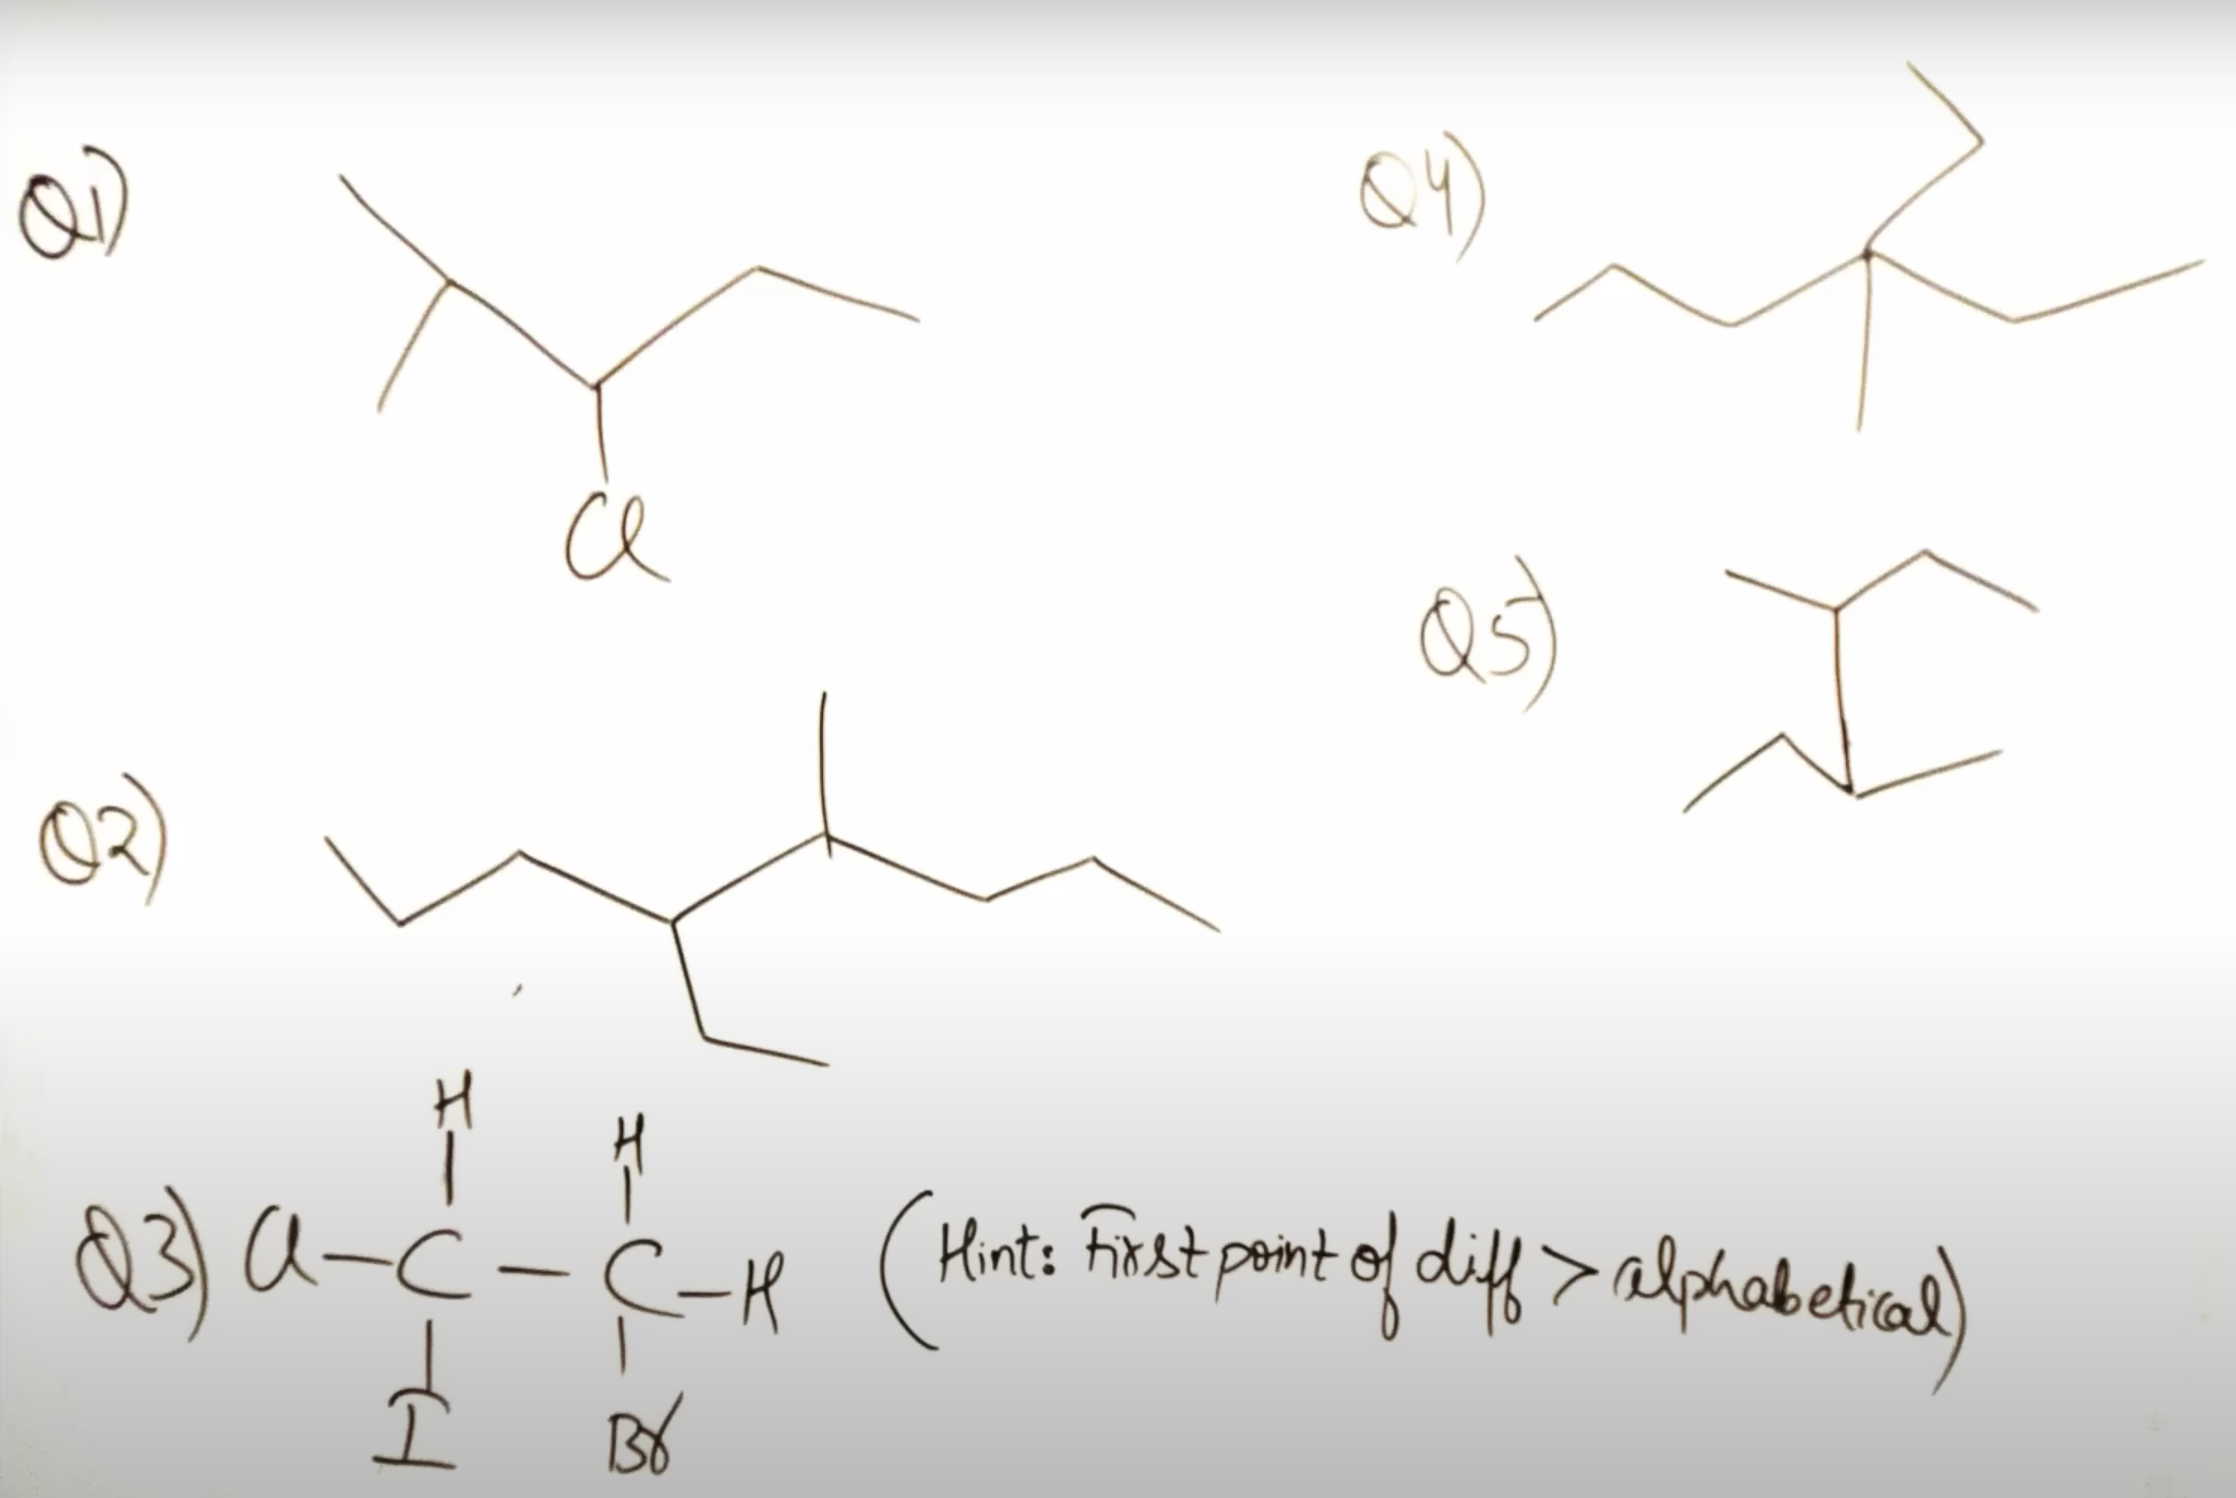 Q1)
Cl
Q2)
H
H
Q3) Cl-C-C-H (Hint: First point of diff > alphabetical)
I
Br
Q4)
Q5)